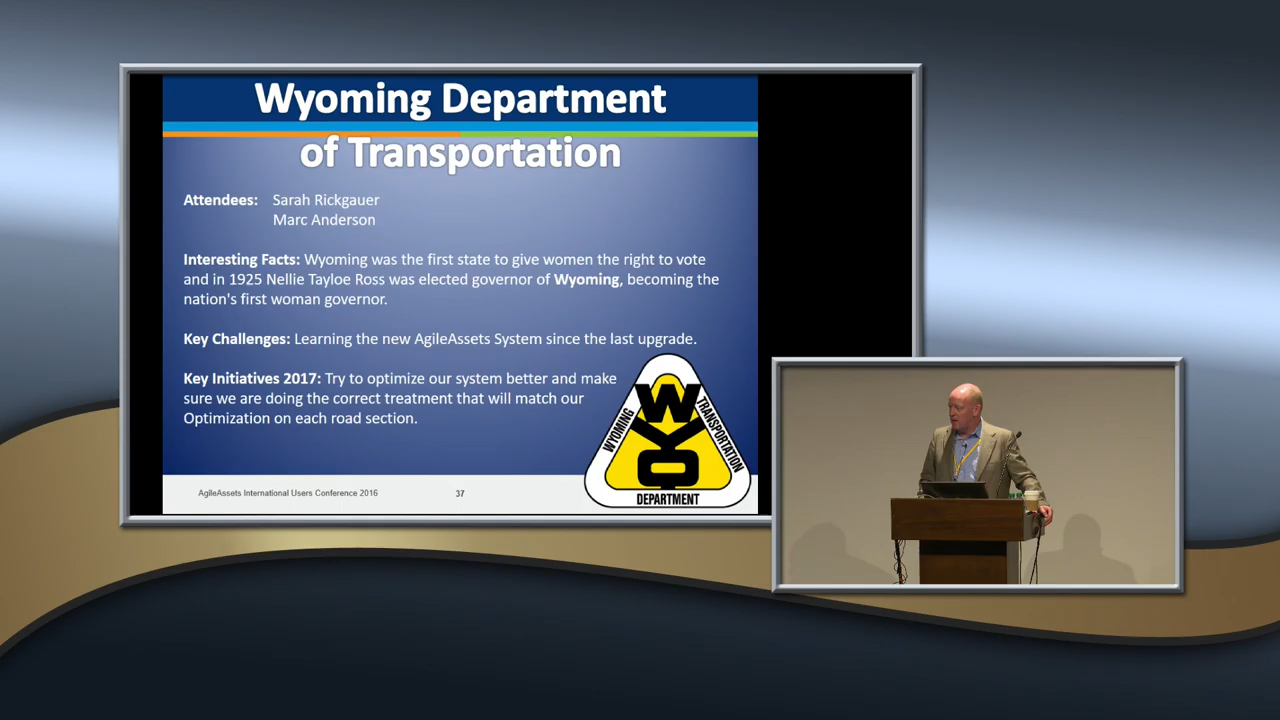 Wyoming Department
of Transportation
Attendees: Sarah Rickgauer
Marc Anderson
Interesting Facts: Wyoming was the first state to give women the right to vote
and in 1925 Nellie Tayloe Ross was elected governor of Wyoming, becoming the
nation's first woman governor.
Key Challenges: Learning the new AgileAssets System since the last upgrade.
Key Initiatives 2017: Try to optimize our system better and make
sure we are doing the correct treatment that will match our
Optimization on each road section.
WYOMING
WYO
TRANSPORTATION
DEPARTMENT
AgileAssets International Users Conference 2016
37